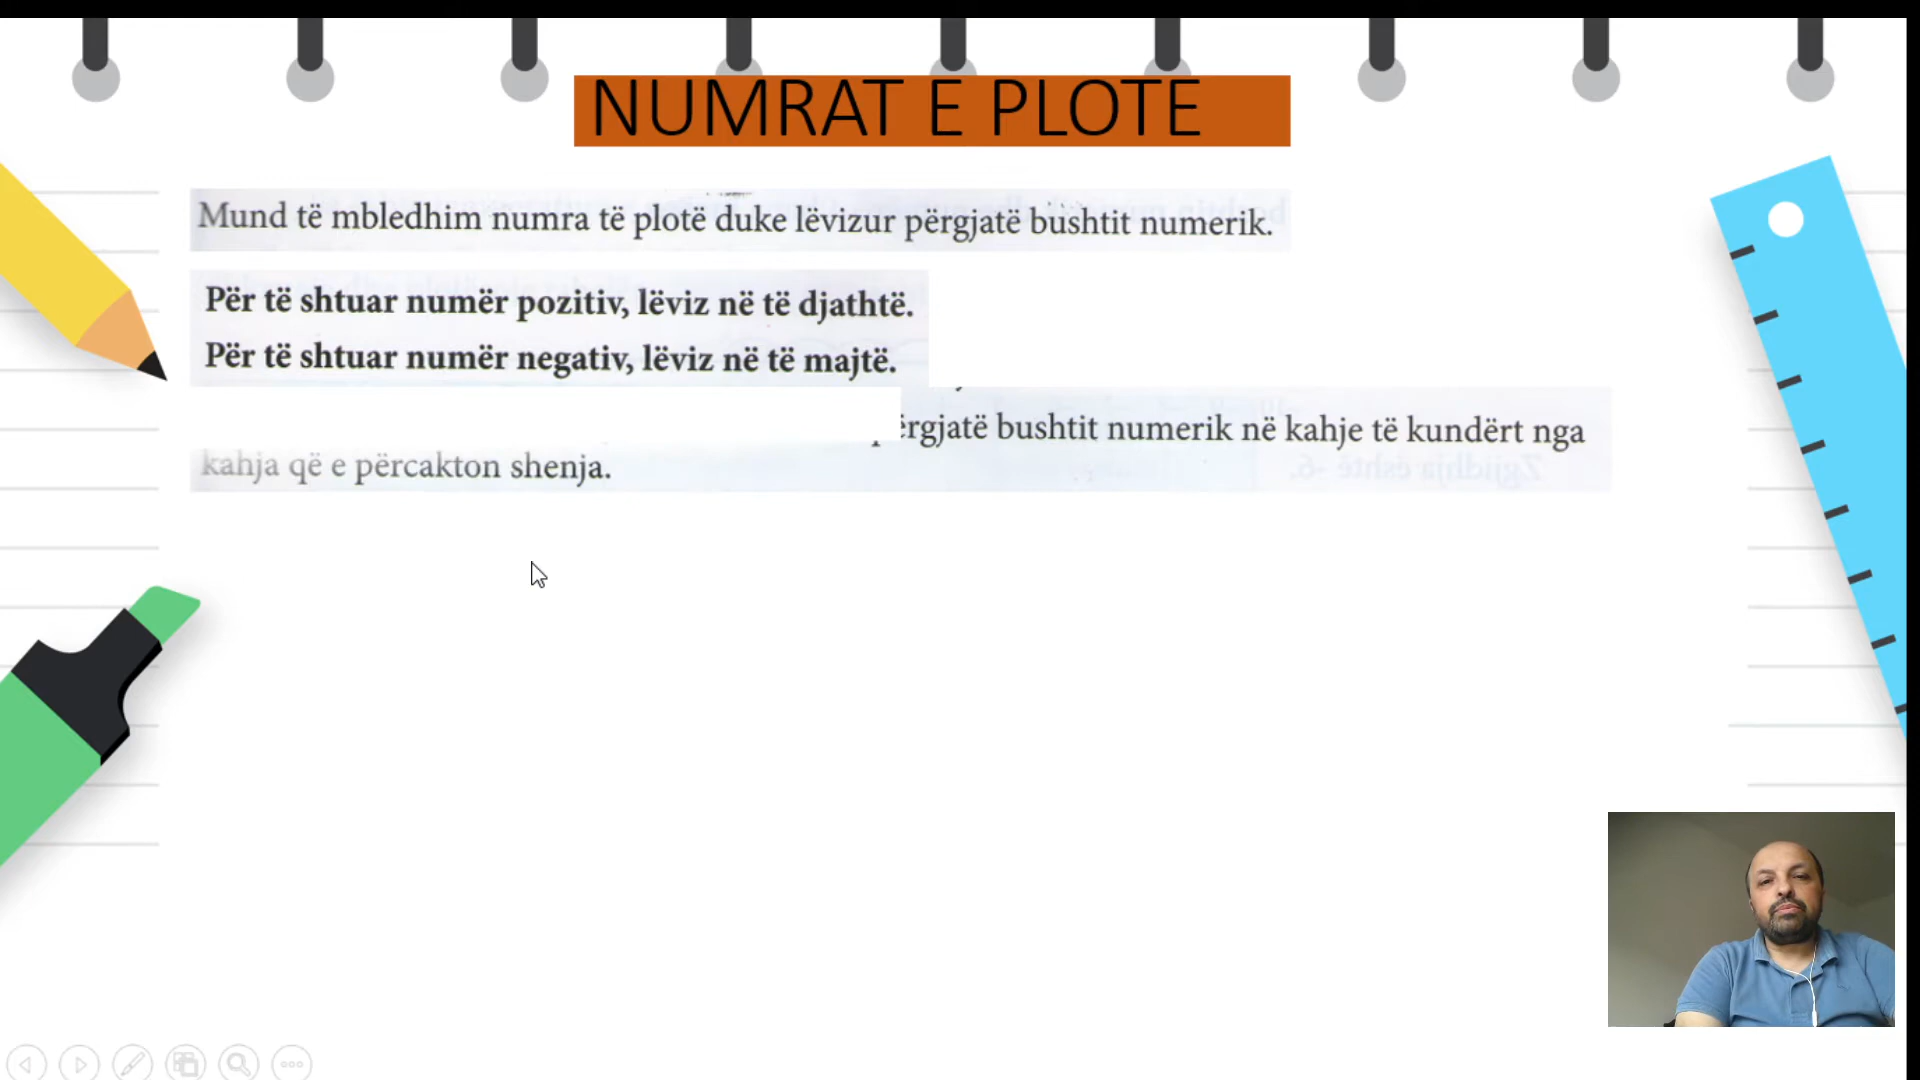 NUMRAT E PLOTE
Mund të mbledhim numra të plotë duke lëvizur përgjatë bushtit numerik.
Për të shtuar numër pozitiv, lëviz në të djathtë.
Për të shtuar numër negativ, lëviz në të majtë.
përgjatë bushtit numerik në kahje të kundërt nga
kahja që e përcakton shenja.